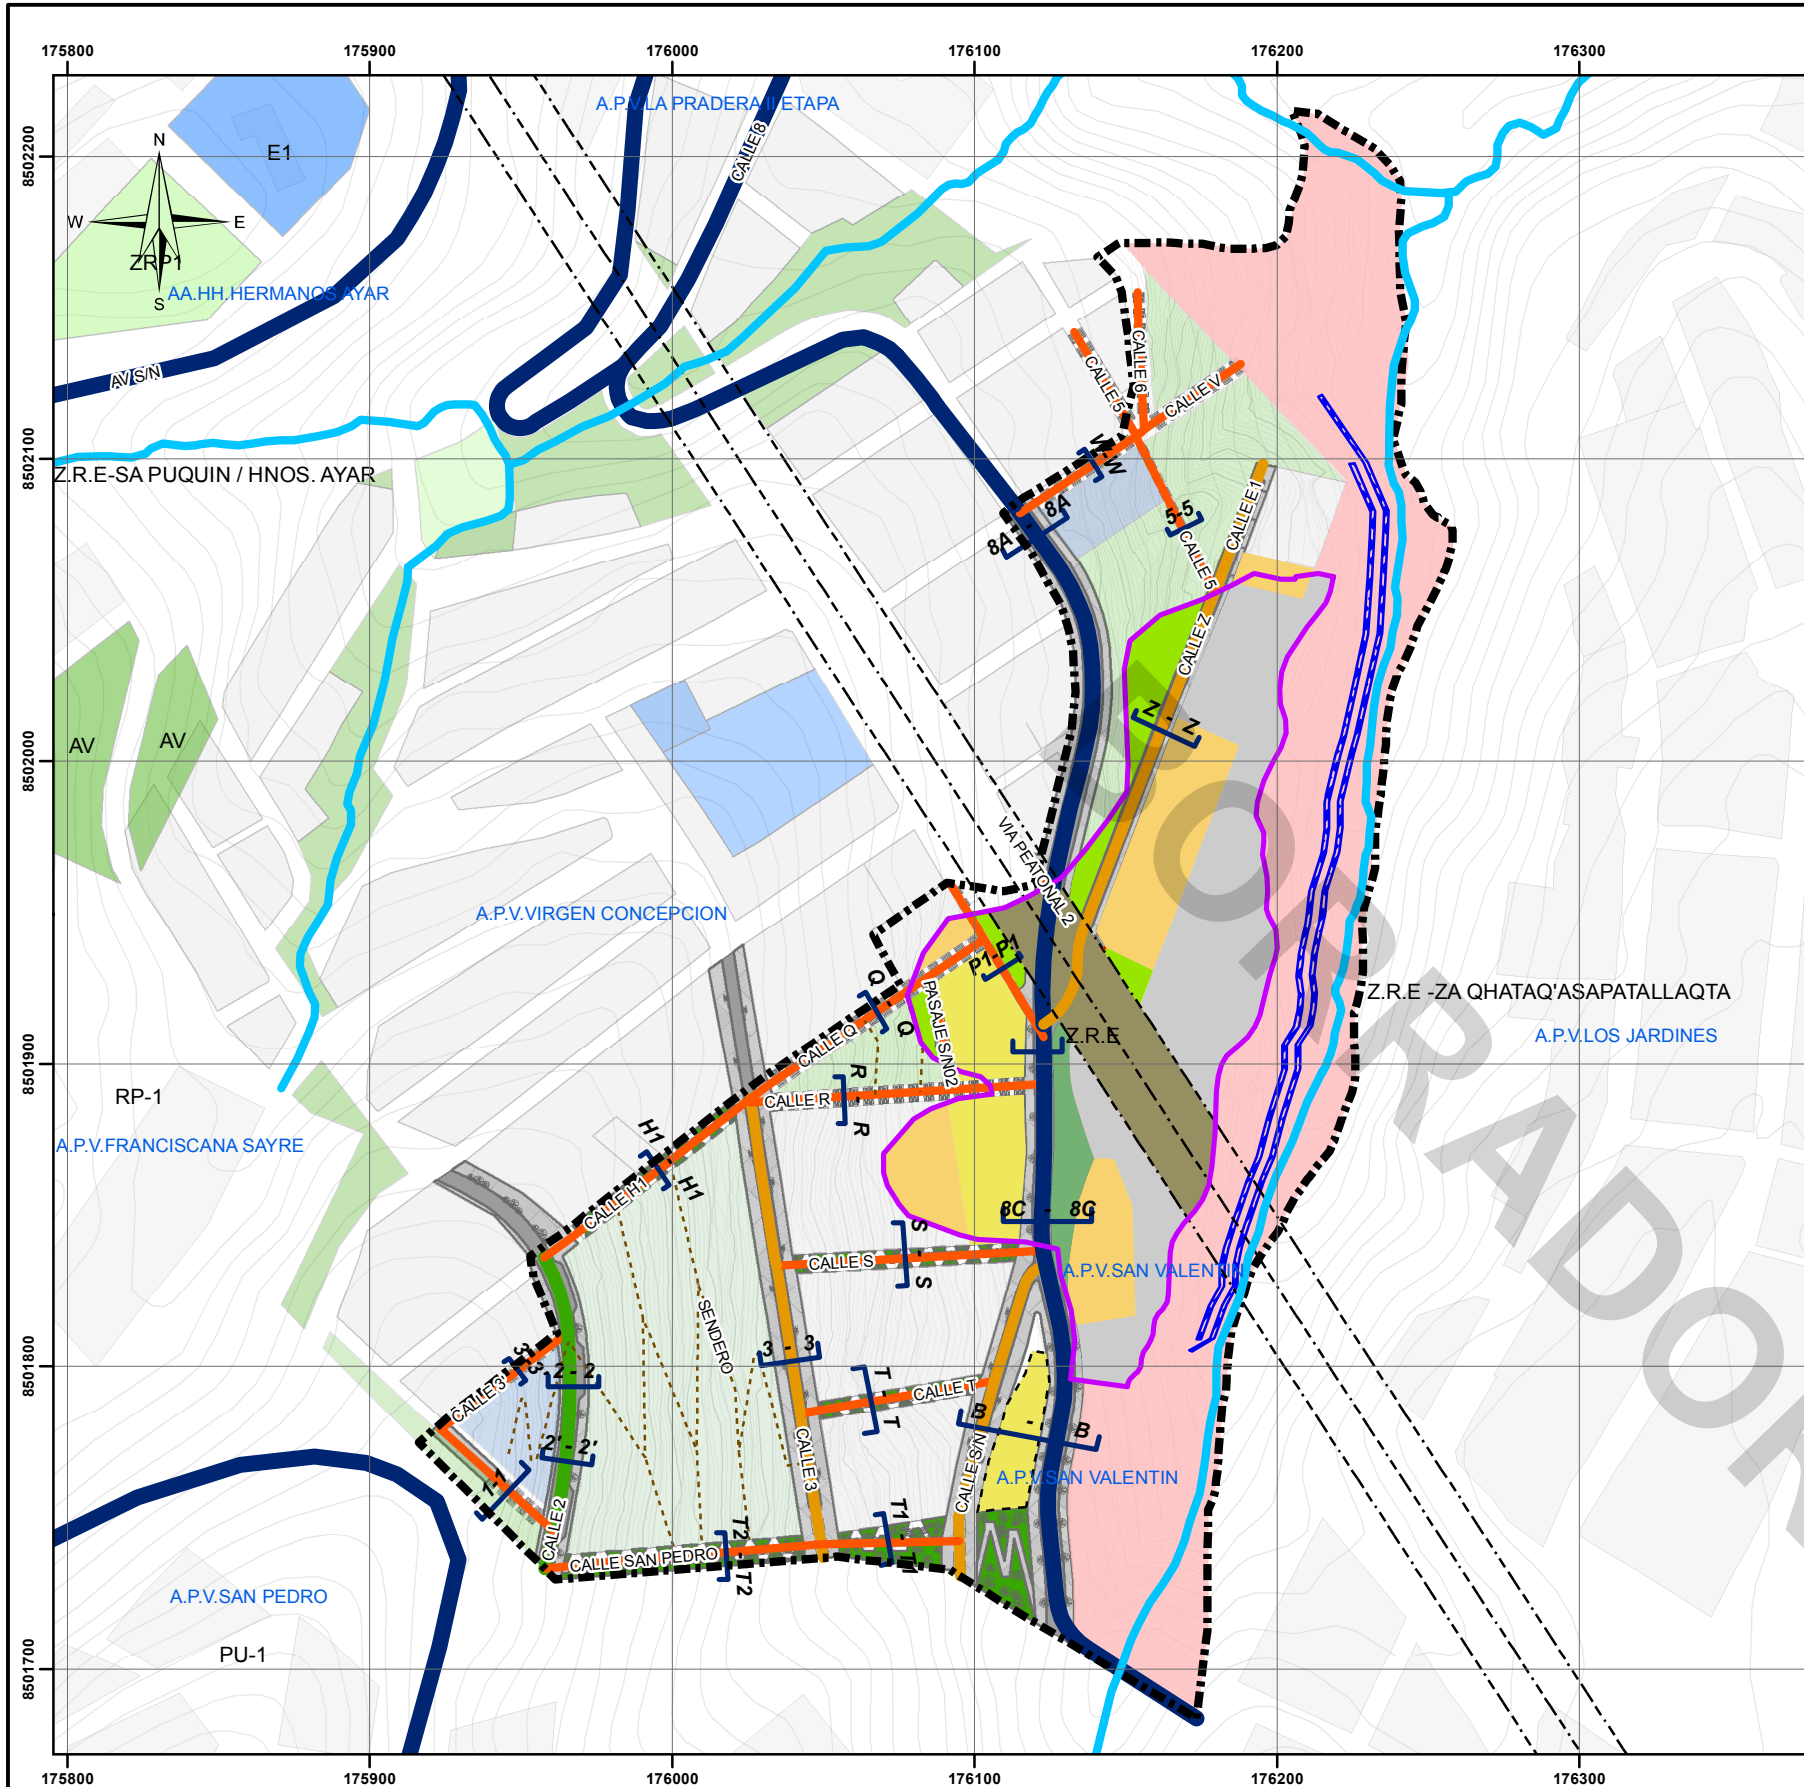 175800 175900 176000 176100 176200 176300
8502200
8502100
8502000
8501900
8501800
8501700
A.P.V.LA PRADERA II ETAPA
CALLE 8
E1
N
W E
S
ZRP1
AA.HH.HERMANOS AYAR
AV S/N
Z.R.E-SA PUQUIN / HNOS. AYAR
CALLE 6
CALLE 5
CALLE V
8A
8A
5-5
CALLE 5
CALLE E1
CALLE Z
Z - Z
AV
AV
VIA PEATONAL 2
A.P.V.VIRGEN CONCEPCION
P1-P1
PASAJE S/N02
Q
Q
CALLE Q
Z.R.E
Z.R.E -ZA QHATAQ'ASAPATALLAQTA
A.P.V.LOS JARDINES
RP-1
A.P.V.FRANCISCANA SAYRE
R - R
CALLE R
H1
H1
CALLE H1
8C - 8C
S - S
CALLE S
A.P.V.SAN VALENTIN
SENDERO
3 - 3
3 - 3
2 - 2
CALLE 3
T - T
CALLE T
B - B
2' - 2'
CALLE 3
CALLE S/N
A.P.V.SAN VALENTIN
CALLE 2
T2 - T2
T1 - T1
CALLE SAN PEDRO
A.P.V.SAN PEDRO
PU-1
BORRADOR
175800 175900 176000 176100 176200 176300